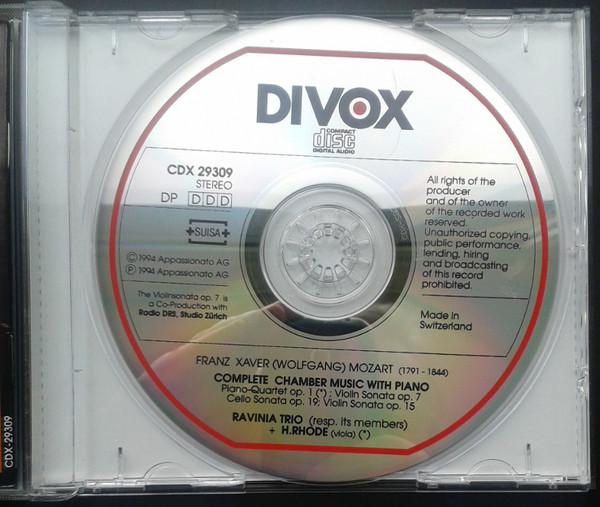 DIVOX
COMPACT
disc
DIGITAL AUDIO
CDX 29309
STEREO
DP DDD
SUISA
© 1994 Appassionato AG
Ⓟ 1994 Appassionato AG
The Violinsonata op. 7 is
a Co-Production with
Radio DRS, Studio Zürich
All rights of the
producer
and of the owner
of the recorded work
reserved.
Unauthorized copying,
public performance,
lending, hiring
and broadcasting
of this record
prohibited.
Made in
Switzerland
FRANZ XAVER (WOLFGANG) MOZART (1791 - 1844)
COMPLETE CHAMBER MUSIC WITH PIANO
Piano-Quartet op. 1 (*) ; Violin Sonata op. 7
Cello Sonata op. 19; Violin Sonata op. 15
RAVINIA TRIO (resp. its members)
+ H.RHODE (viola) (*)
CDX-29309